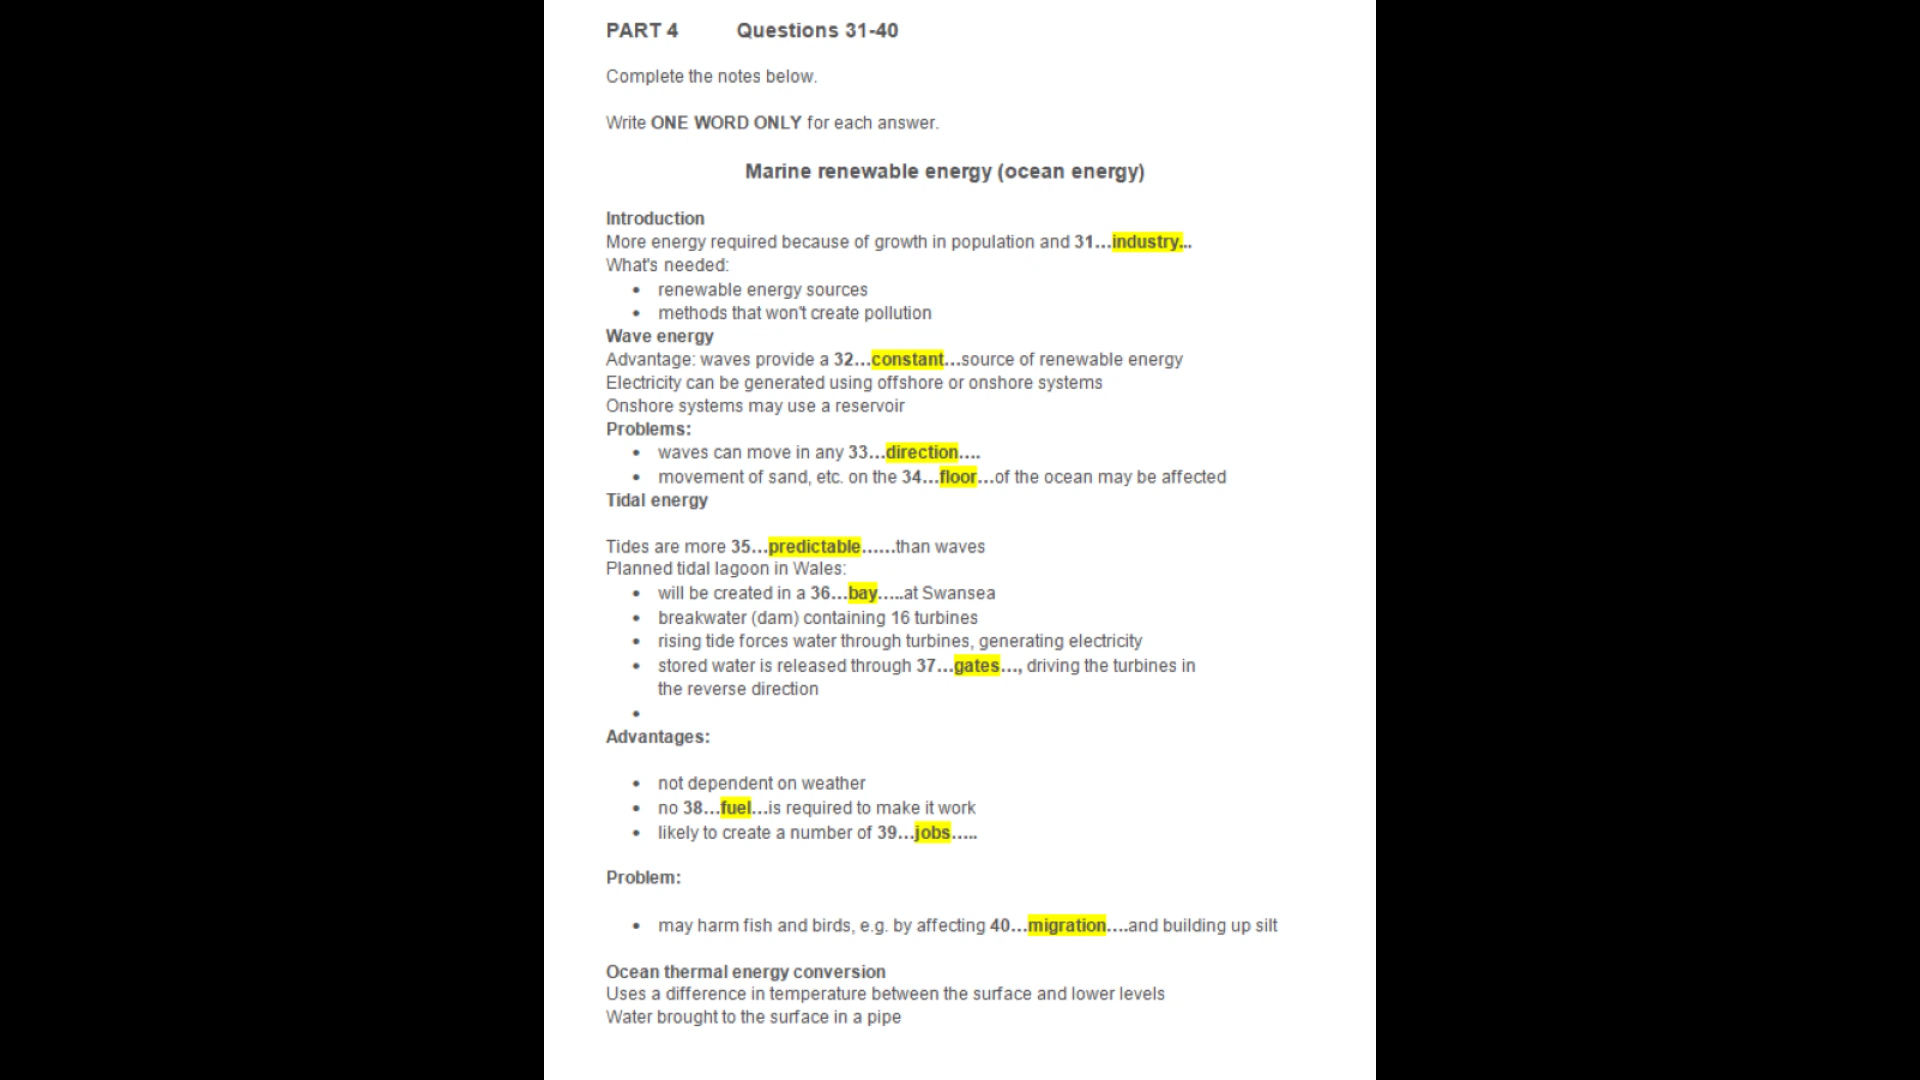 PART 4 Questions 31-40
Complete the notes below.
Write ONE WORD ONLY for each answer.
Marine renewable energy (ocean energy)
Introduction
More energy required because of growth in population and 31…industry...
What's needed:
• renewable energy sources
• methods that won't create pollution
Wave energy
Advantage: waves provide a 32…constant…source of renewable energy
Electricity can be generated using offshore or onshore systems
Onshore systems may use a reservoir
Problems:
• waves can move in any 33…direction….
• movement of sand, etc. on the 34…floor…of the ocean may be affected
Tidal energy
Tides are more 35…predictable……than waves
Planned tidal lagoon in Wales:
• will be created in a 36…bay…..at Swansea
• breakwater (dam) containing 16 turbines
• rising tide forces water through turbines, generating electricity
• stored water is released through 37…gates…, driving the turbines in
the reverse direction
•
Advantages:
• not dependent on weather
• no 38…fuel…is required to make it work
• likely to create a number of 39…jobs…..
Problem:
• may harm fish and birds, e.g. by affecting 40…migration….and building up silt
Ocean thermal energy conversion
Uses a difference in temperature between the surface and lower levels
Water brought to the surface in a pipe